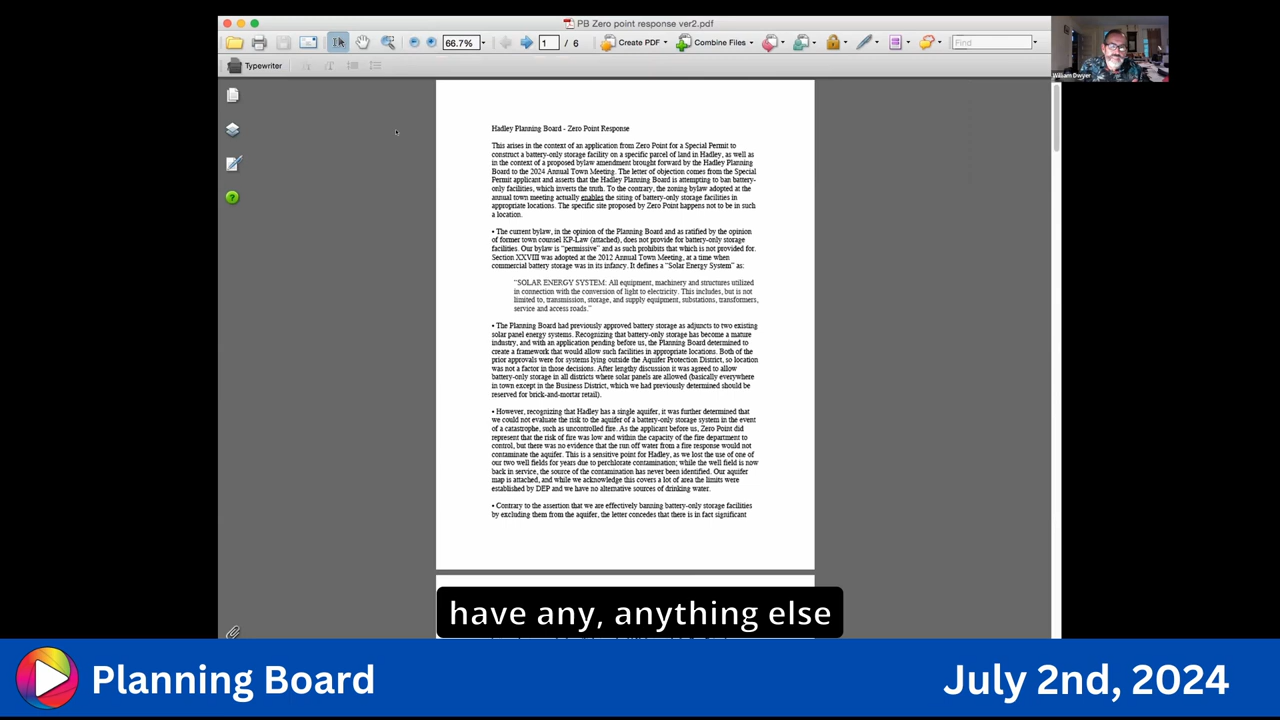 PB Zero point response ver2.pdf
66.7%
1 / 6
Create PDF
Combine Files
Find
Typewriter
William Dwyer
Hadley Planning Board - Zero Point Response
This arises in the context of an application from Zero Point for a Special Permit to
construct a battery-only storage facility on a specific parcel of land in Hadley, as well as
in the context of a proposed bylaw amendment brought forward by the Hadley Planning
Board to the 2024 Annual Town Meeting. The letter of objection comes from the Special
Permit applicant and asserts that the Hadley Planning Board is attempting to ban battery-
only facilities, which inverts the truth. To the contrary, the zoning bylaw adopted at the
annual town meeting actually enables the siting of battery-only storage facilities in
appropriate locations. The specific site proposed by Zero Point happens not to be in such
a location.
• The current bylaw, in the opinion of the Planning Board and as ratified by the opinion
of former town counsel KP-Law (attached), does not provide for battery-only storage
facilities. Our bylaw is "permissive" and as such prohibits that which is not provided for.
Section XXVIII was adopted at the 2012 Annual Town Meeting, at a time when
commercial battery storage was in its infancy. It defines a "Solar Energy System" as:
"SOLAR ENERGY SYSTEM: All equipment, machinery and structures utilized
in connection with the conversion of light to electricity. This includes, but is not
limited to, transmission, storage, and supply equipment, substations, transformers,
service and access roads."
• The Planning Board had previously approved battery storage as adjuncts to two existing
solar panel energy systems. Recognizing that battery-only storage has become a mature
industry, and with an application pending before us, the Planning Board determined to
create a framework that would allow such facilities in appropriate locations. Both of the
prior approvals were for systems lying outside the Aquifer Protection District, so location
was not a factor in those decisions. After lengthy discussion it was agreed to allow
battery-only storage in all districts where solar panels are allowed (basically everywhere
in town except in the Business District, which we had previously determined should be
reserved for brick-and-mortar retail).
• However, recognizing that Hadley has a single aquifer, it was further determined that
we could not evaluate the risk to the aquifer of a battery-only storage system in the event
of a catastrophe, such as uncontrolled fire. As the applicant before us, Zero Point did
represent that the risk of fire was low and within the capacity of the fire department to
control, but there was no evidence that the run off water from a fire response would not
contaminate the aquifer. This is a sensitive point for Hadley, as we lost the use of one of
our two well fields for years due to perchlorate contamination; while the well field is now
back in service, the source of the contamination has never been identified. Our aquifer
map is attached, and while we acknowledge this covers a lot of area the limits were
established by DEP and we have no alternative sources of drinking water.
• Contrary to the assertion that we are effectively banning battery-only storage facilities
by excluding them from the aquifer, the letter concedes that there is in fact significant
have any, anything else
Planning Board
July 2nd, 2024